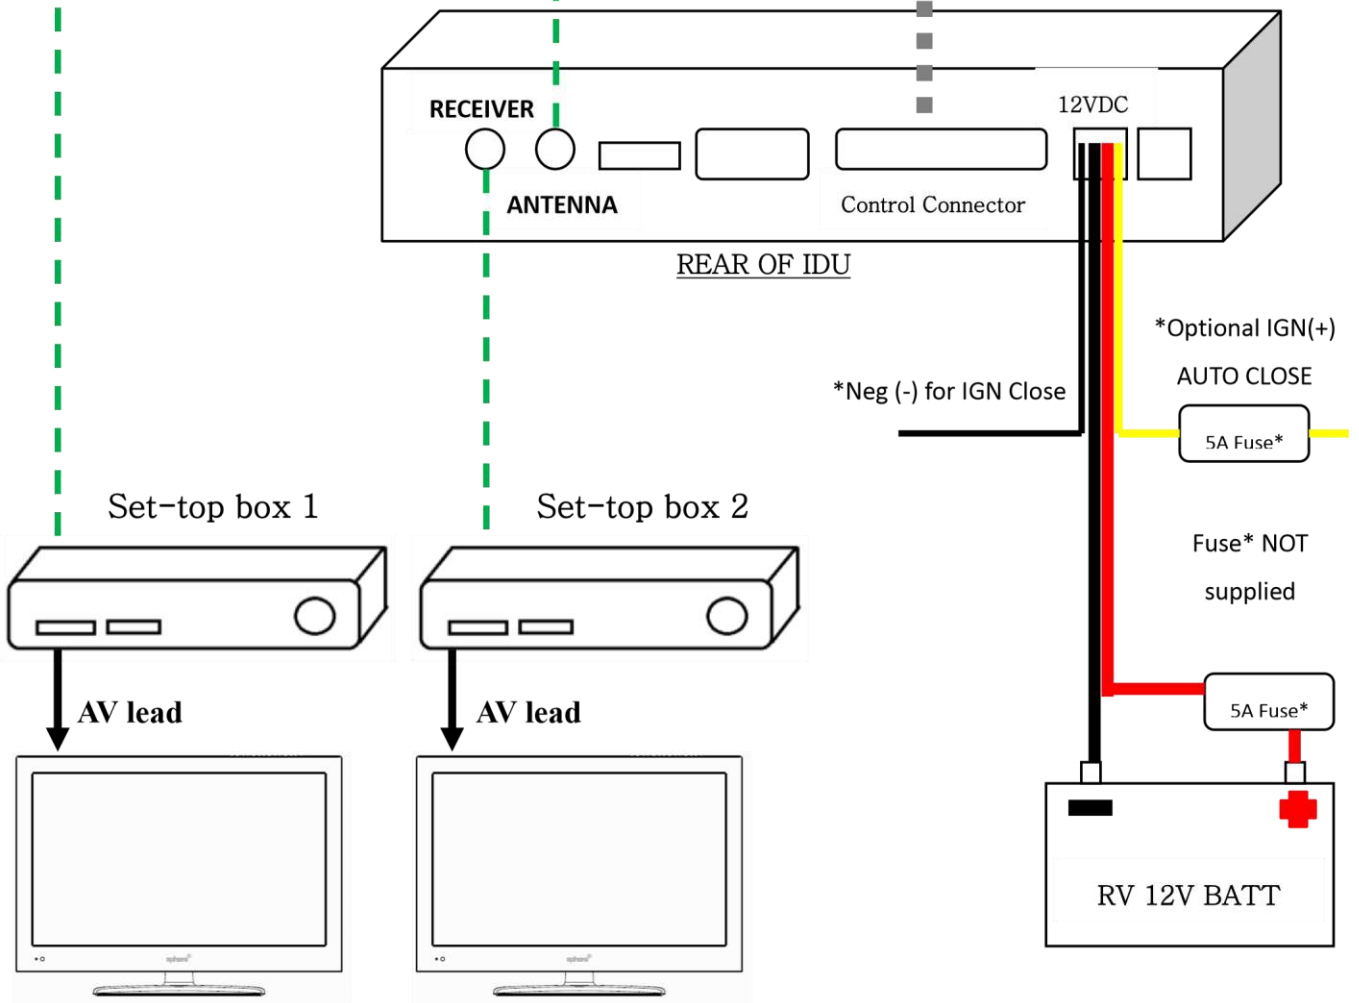 RECEIVER
12VDC
ANTENNA
Control Connector
REAR OF IDU
*Optional IGN(+)
AUTO CLOSE
*Neg (-) for IGN Close
5A Fuse*
Set-top box 1
Set-top box 2
Fuse* NOT
supplied
AV lead
AV lead
5A Fuse*
RV 12V BATT